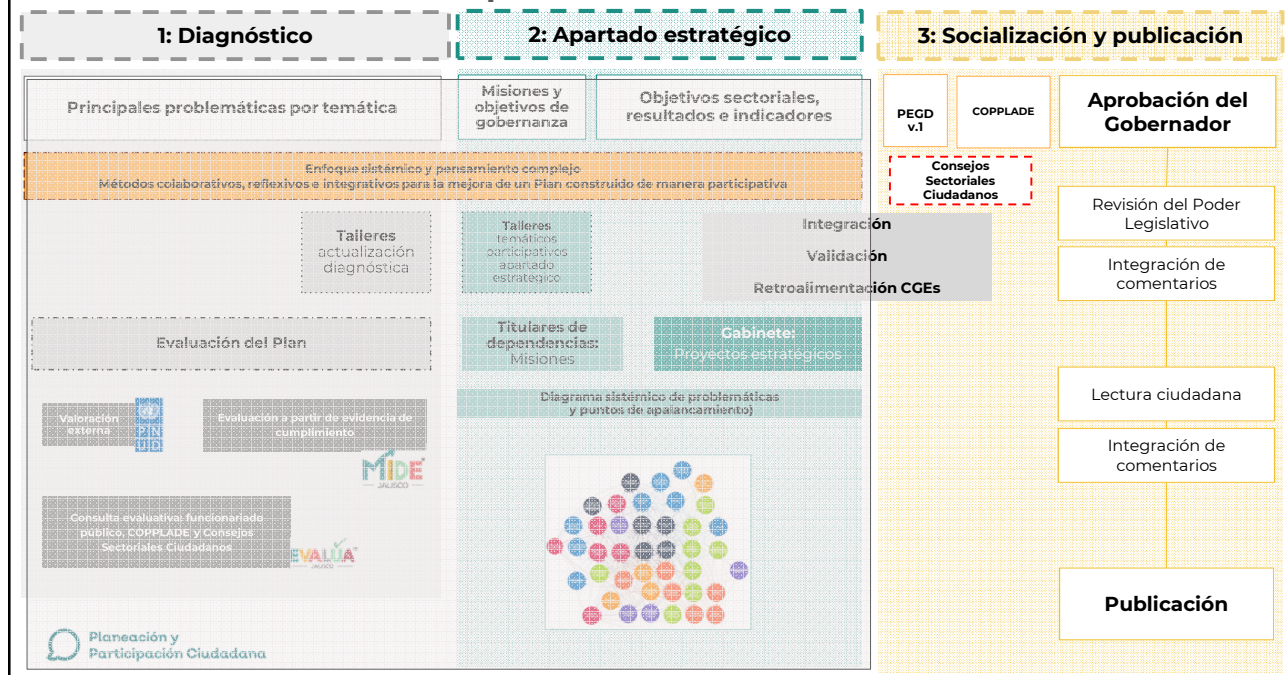 1: Diagnóstico
2: Apartado estratégico
3: Socialización y publicación
Principales problemáticas por temática
Misiones y
objetivos de
gobernanza
Objetivos sectoriales,
resultados e indicadores
PEGD
v.1
COPPLADE
Aprobación del
Gobernador
Enfoque sistémico y pensamiento complejo
Métodos colaborativos, reflexivos e integrativos para la mejora de un Plan construido de manera participativa
Consejos
Sectoriales
Ciudadanos
Talleres
actualización
diagnóstica
Talleres
temáticos
participativos
apartado
estratégico
Integración
Validación
Retroalimentación CGEs
Revisión del Poder
Legislativo
Integración de
comentarios
Evaluación del Plan
Titulares de
dependencias:
Misiones
Gabinete:
Proyectos estratégicos
Lectura ciudadana
Valoración
externa
P N
U D
Evaluación a partir de evidencia de
cumplimiento
MIDE
JALISCO
Diagrama sistémico de problemáticas
y puntos de apalancamiento)
Integración de
comentarios
Consulta evaluativa: funcionariado
público, COPPLADE y Consejos
Sectoriales Ciudadanos
EVALÚA
JALISCO
Publicación
Planeación y
Participación Ciudadana